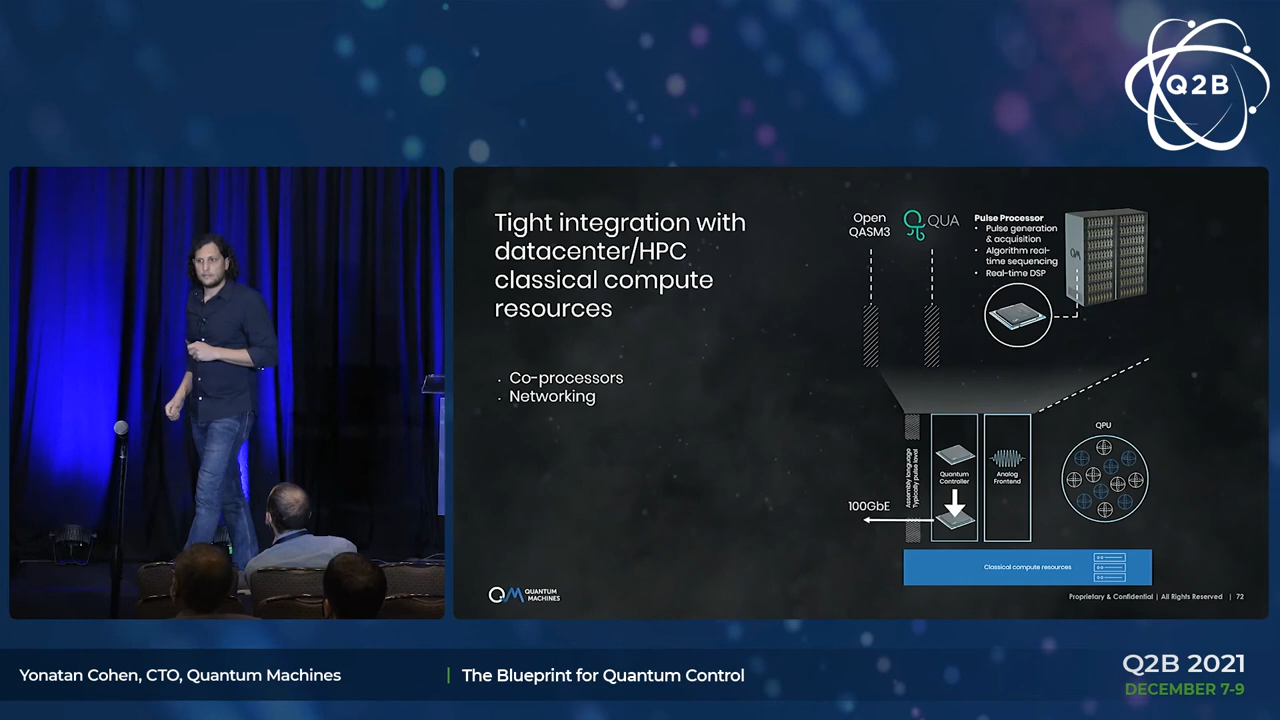 Q2B
Tight integration with
datacenter/HPC
classical compute
resources
· Co-processors
· Networking
Open
QASM3
QUA
Pulse Processor
• Pulse generation
& acquisition
• Algorithm real-
time sequencing
• Real-time DSP
QM
QPU
Assembly language
Typically pulse level
Quantum
Controller
Analog
Frontend
100GbE
Classical compute resources
QM QUANTUM
MACHINES
Proprietary & Confidential | All Rights Reserved | 72
Yonatan Cohen, CTO, Quantum Machines
| The Blueprint for Quantum Control
Q2B 2021
DECEMBER 7-9